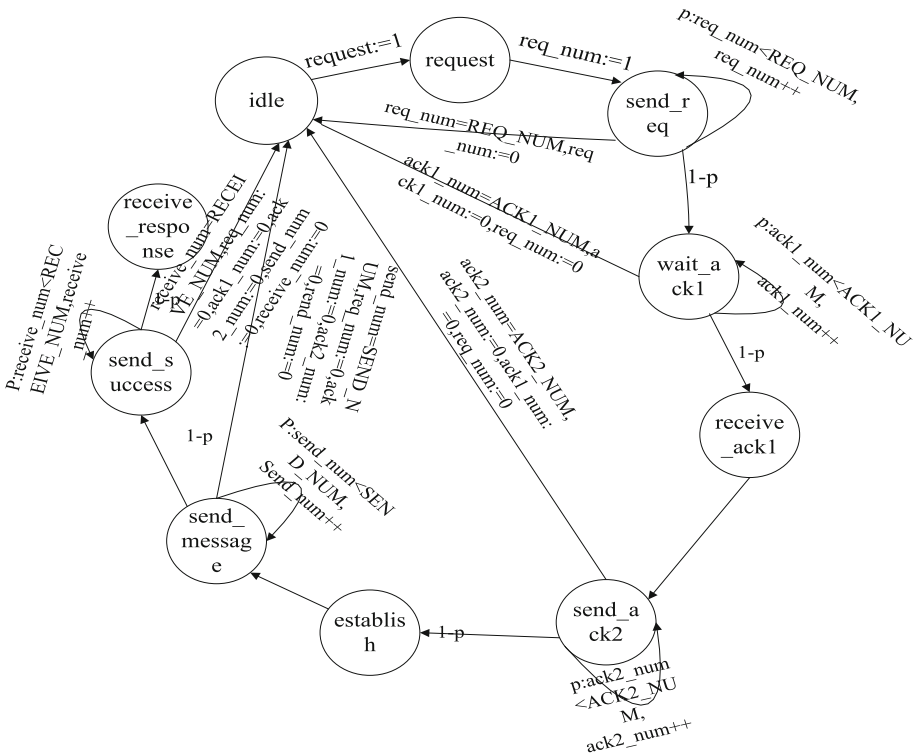 request:=1
request
req_num:=1
p:req_num<REQ_NUM,
req_num++
idle
send_r
eq
req_num=REQ_NUM,req
_num:=0
1-p
ack1_num=ACK1_NUM,a
ck1_num:=0,req_num:=0
wait_a
ck1
p:ack1_num<ACK1_NU
M,
ack1_num++
1-p
receive
_ack1
receive
_respo
nse
receive_num=RECEI
VE_NUM,req_num:
=0,ack1_num:=0,ack
2_num:=0,send_num
:=0,receive_num:=0
send_num=SEND_N
UM,req_num:=0,ack
1_num:=0,ack2_num:
=0,rend_num:=0
ack2_num=ACK2_NUM,
ack2_num:=0,ack1_num:
=0,req_num:=0
P:receive_num<REC
EIVE_NUM,receive
_num++
1-p
send_s
uccess
1-p
P:send_num<SEN
D_NUM,
Send_num++
send_
messag
e
establis
h
1-p
send_a
ck2
p:ack2_num
<ACK2_NU
M,
ack2_num++